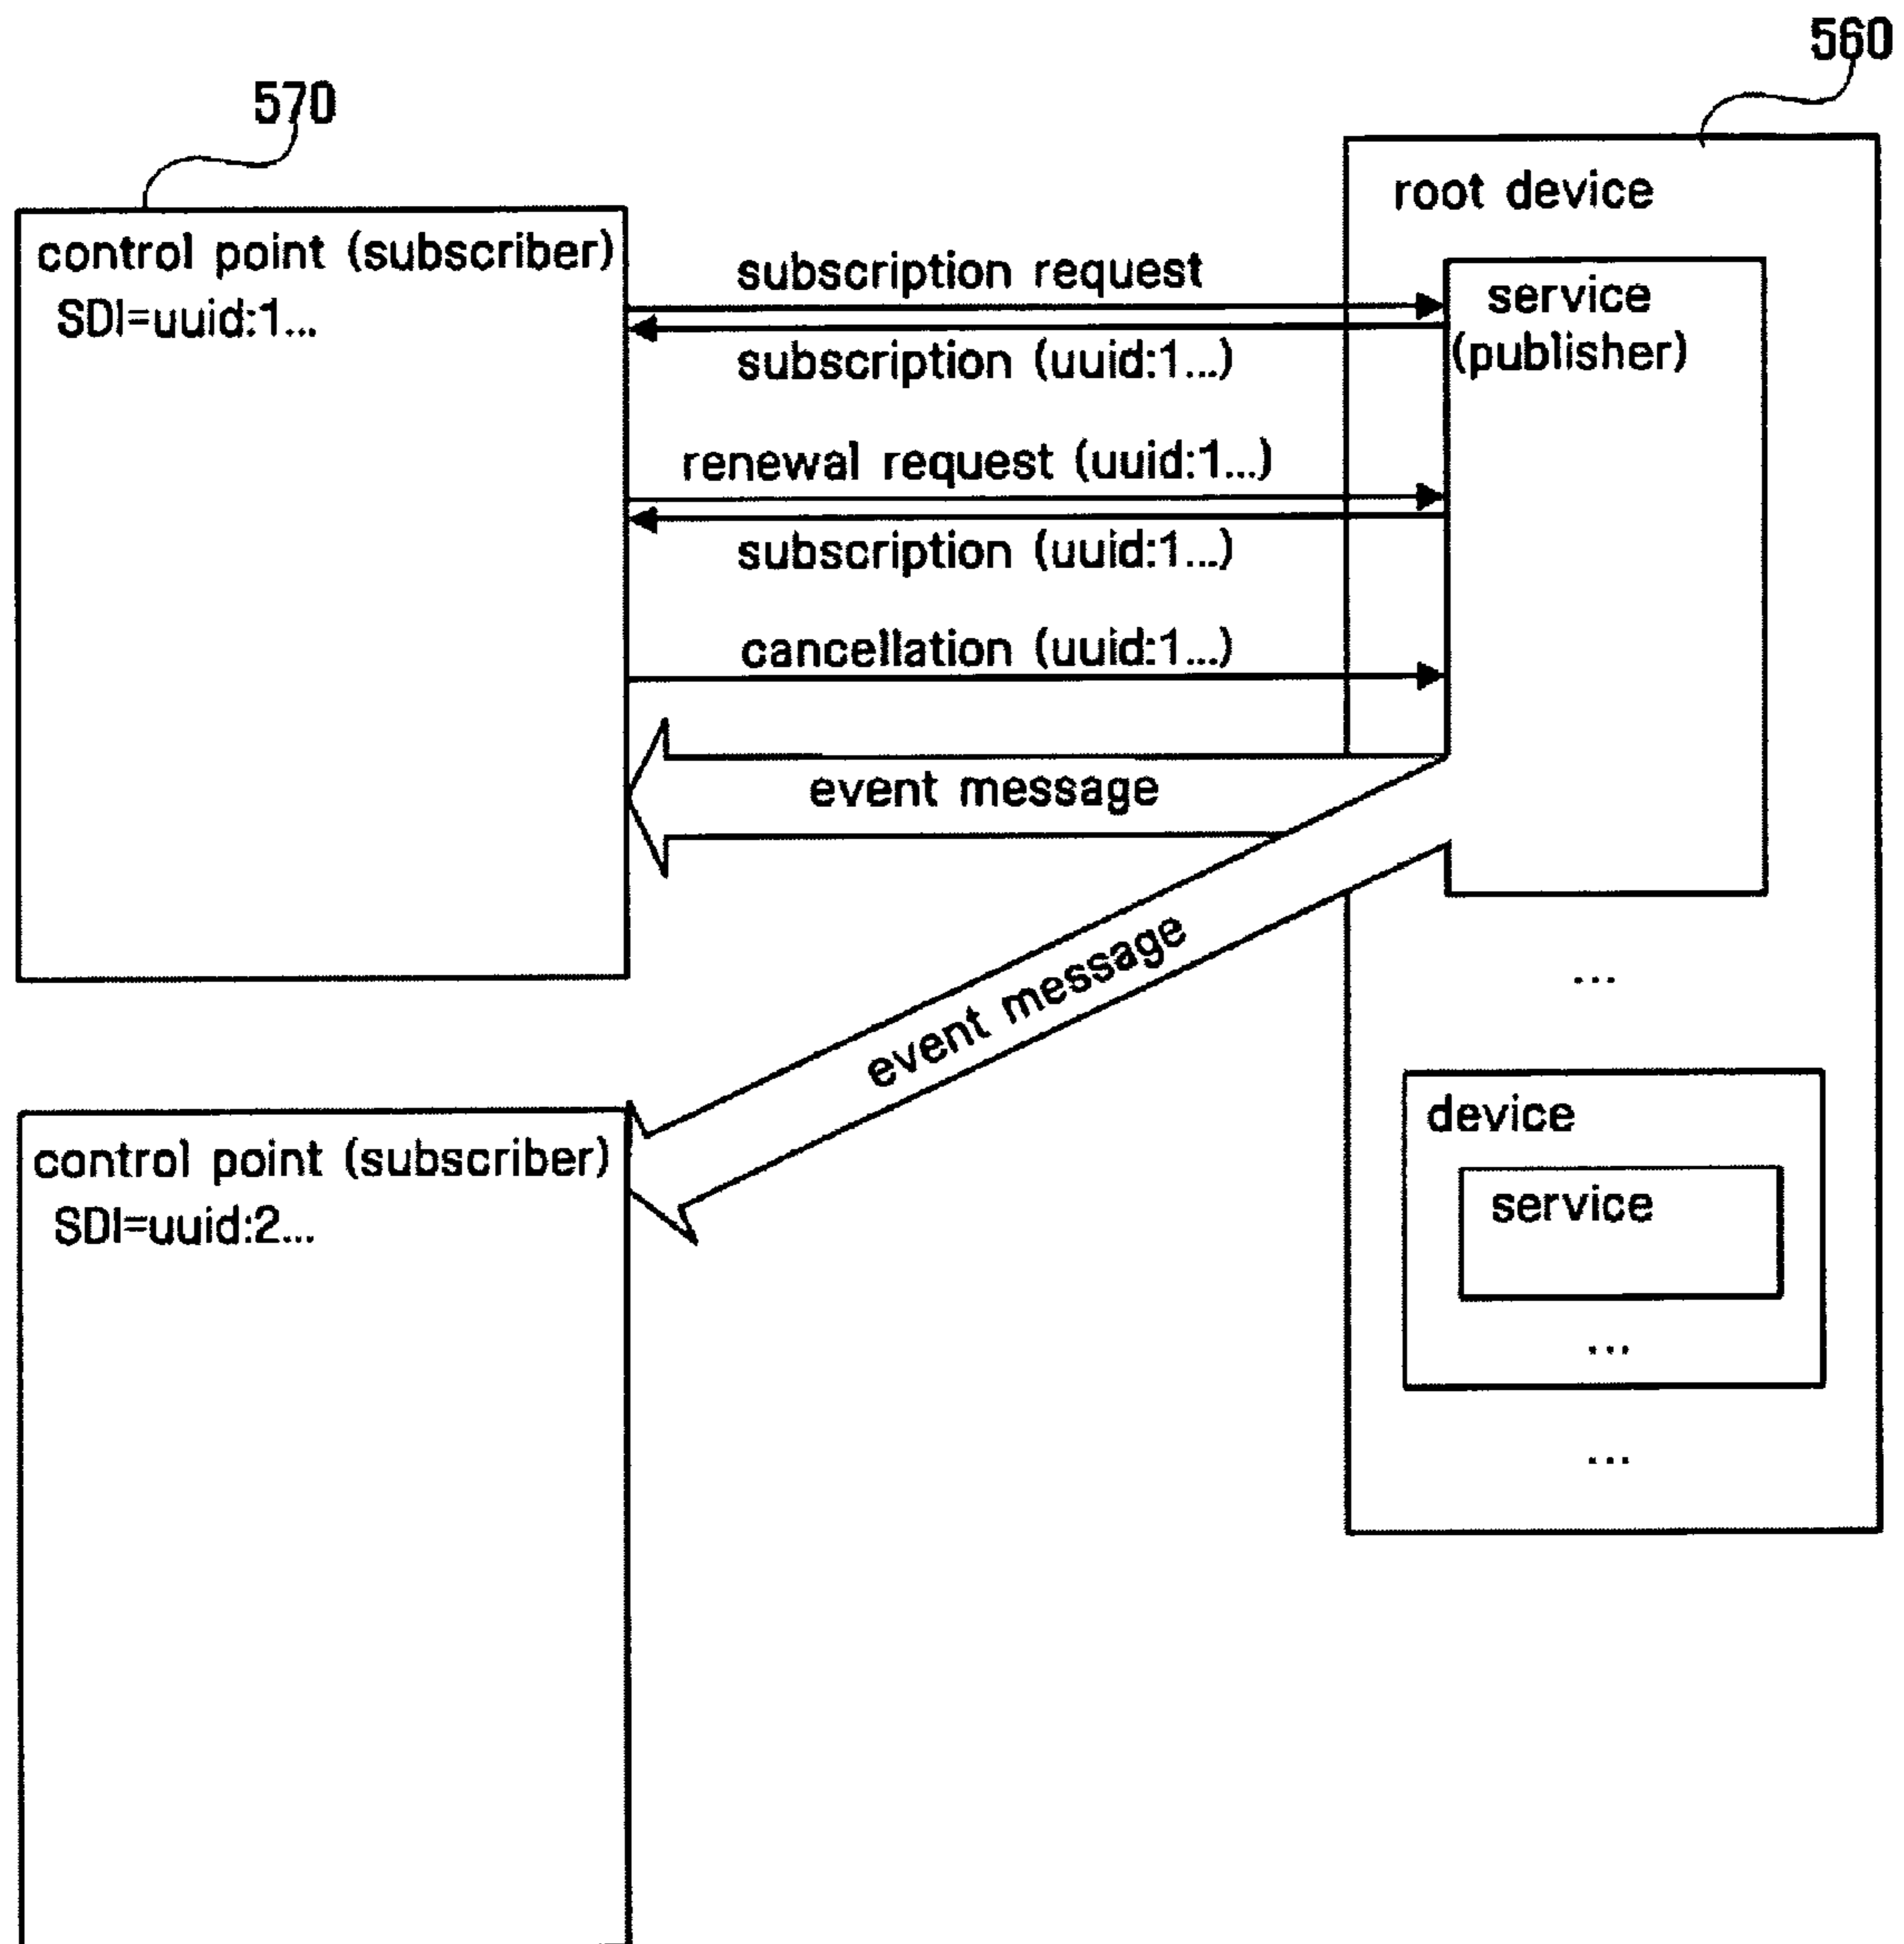 560
570
root device
control point (subscriber)
SDI=uuid:1...
subscription request
service
(publisher)
subscription (uuid:1...)
renewal request (uuid:1...)
subscription (uuid:1...)
cancellation (uuid:1...)
event message
event message
...
device
control point (subscriber)
SDI=uuid:2...
service
...
...